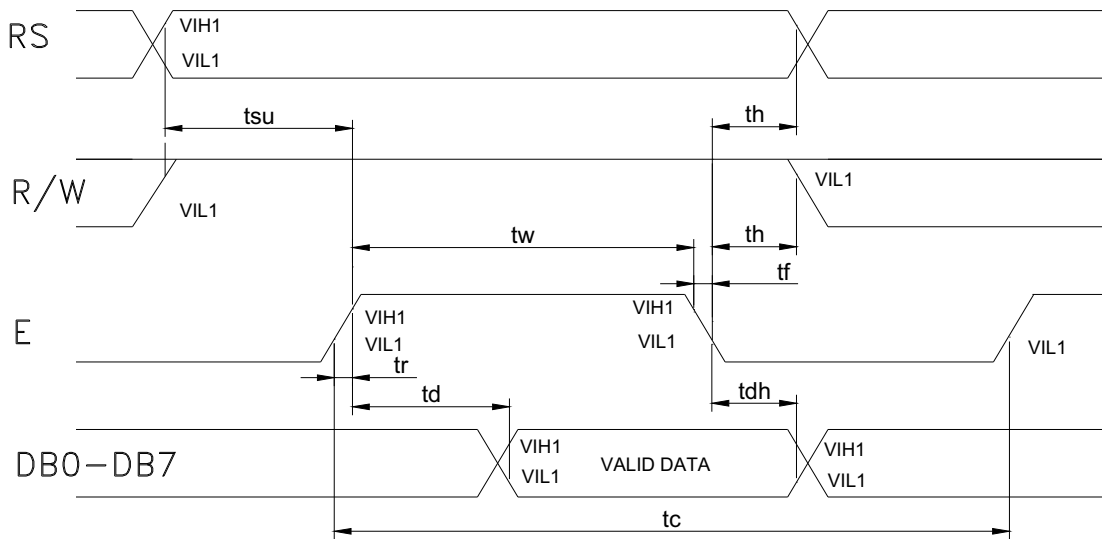 RS
VIH1
VIL1
tsu
th
R/W
VIL1
VIL1
tw
th
tf
E
VIH1
VIL1
VIH1
VIL1
VIL1
tr
td
tdh
DB0-DB7
VIH1
VIL1
VALID DATA
VIH1
VIL1
tc